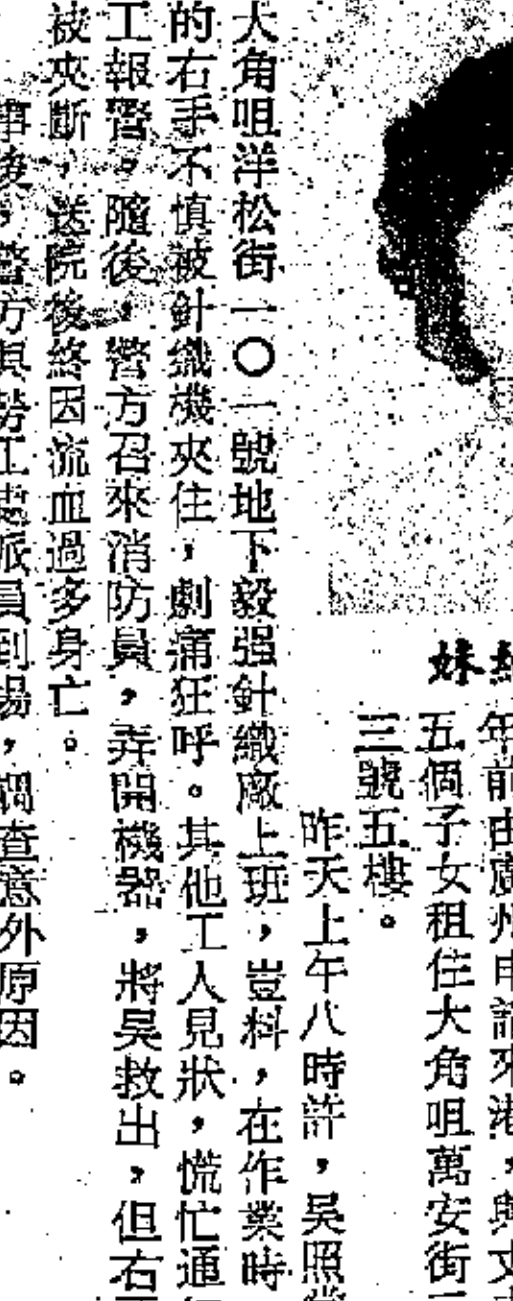 妹
年前由廣州申請來港，與丈
五個子女租住大角咀萬安街
三號五樓。
昨天上午八時許，吳照
大角咀洋松街一〇一號地下毅强針織廠上班，豈料，在作業時
的右手不慎被針織機夾住，劇痛狂呼。其他工人見狀，慌忙通
工報警。隨後，警方召來消防員，弄開機器，將吳救出，但右
被夾斷，送院後終因流血過多身亡。
事後，警方與勞工處派員到場，調查意外原因。